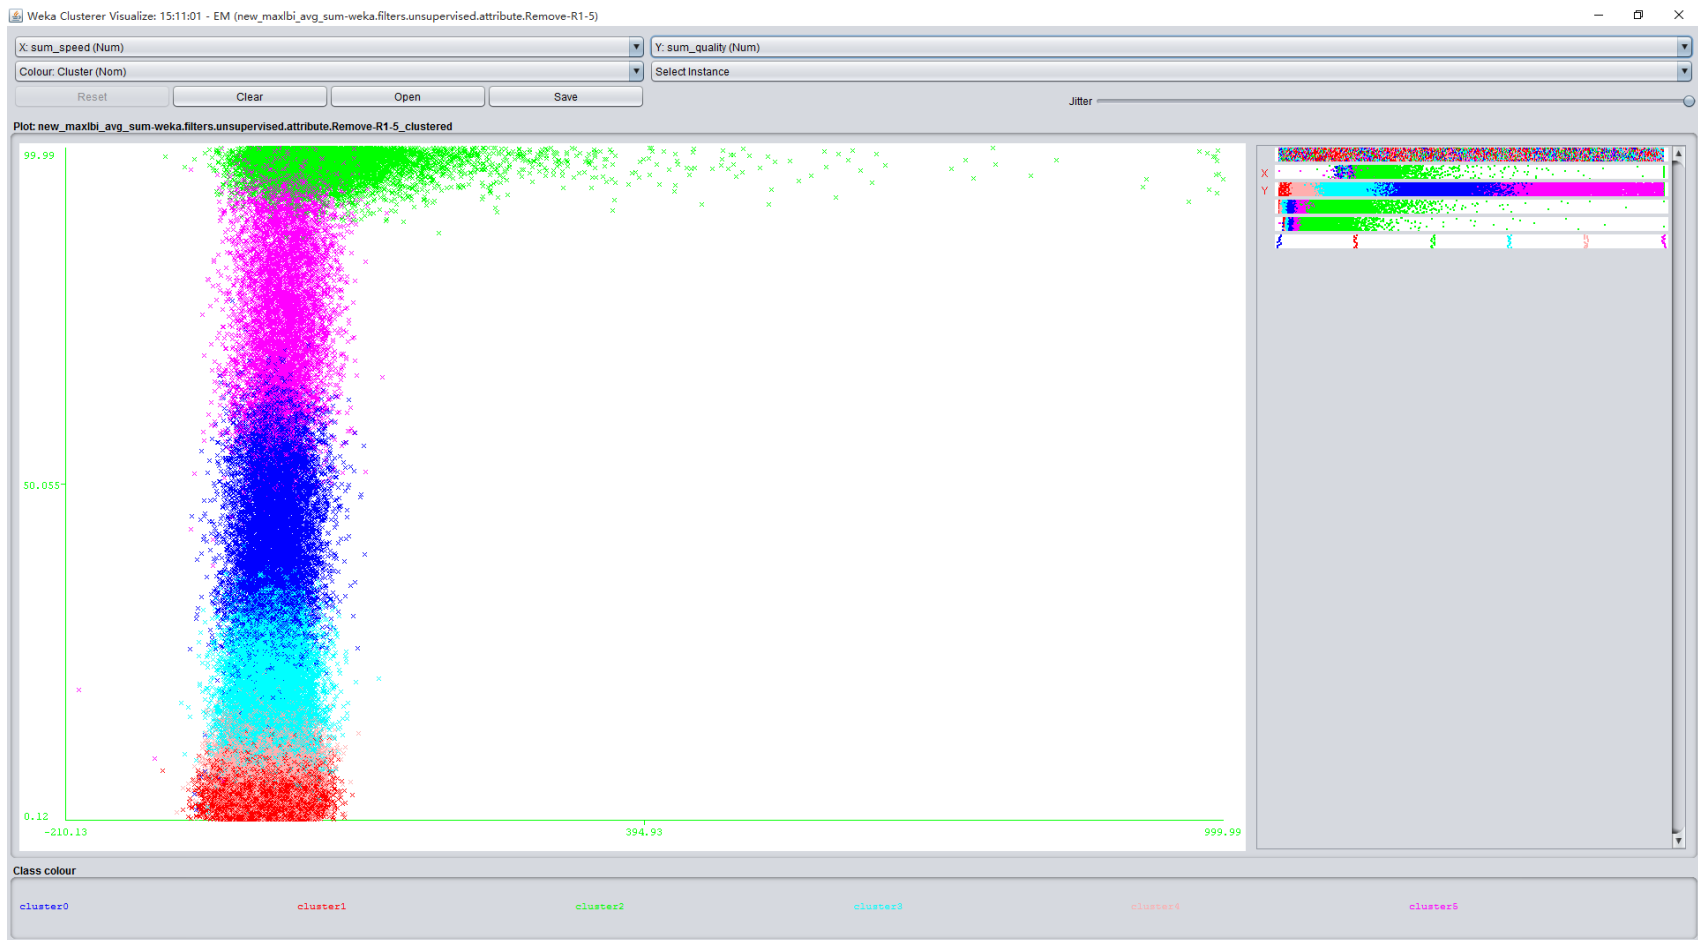 Weka Clusterer Visualize: 15:11:01 - EM (new_maxlbi_avg_sum-weka.filters.unsupervised.attribute.Remove-R1-5)
X: sum_speed (Num) Y: sum_quality (Num)
Colour: Cluster (Nom) Select Instance
Reset Clear Open Save
Jitter
Plot: new_maxlbi_avg_sum-weka.filters.unsupervised.attribute.Remove-R1-5_clustered
99.99
X
Y
50.055
0.12
-210.13 394.93 999.99
Class colour
cluster0 cluster1 cluster2 cluster3 cluster4 cluster5